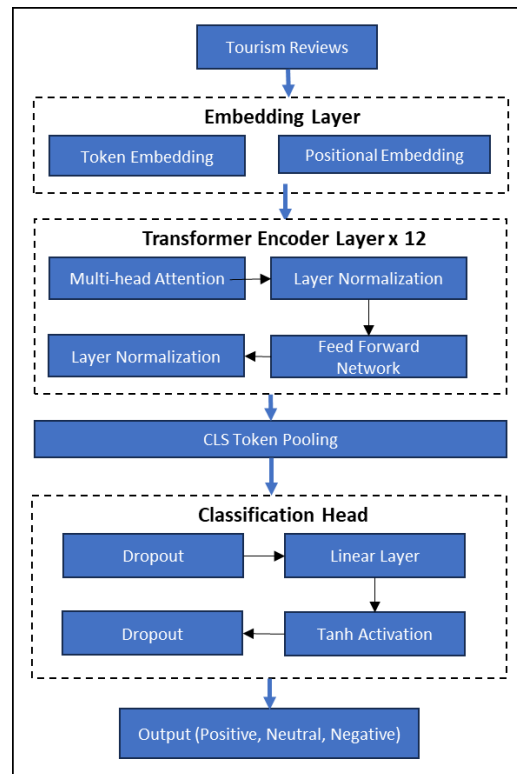 Tourism Reviews
Embedding Layer
Token Embedding
Positional Embedding
Transformer Encoder Layer x 12
Multi-head Attention
Layer Normalization
Layer Normalization
Feed Forward
Network
CLS Token Pooling
Classification Head
Dropout
Linear Layer
Dropout
Tanh Activation
Output (Positive, Neutral, Negative)